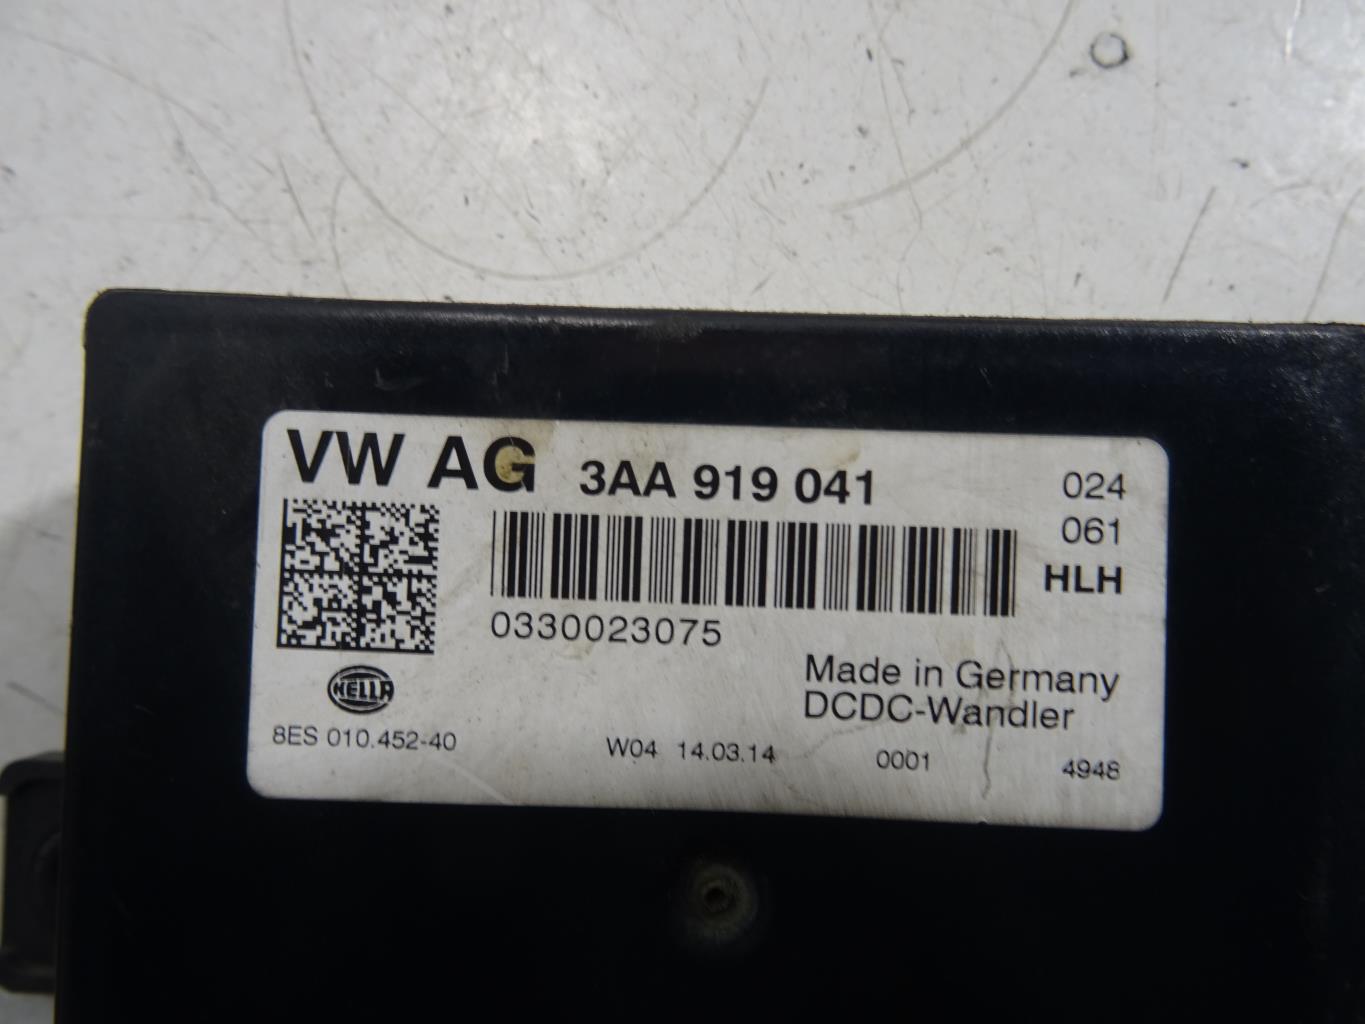 VW AG 3AA 919 041 024
061
HLH
0330023075
Made in Germany
DCDC-Wandler
HELLA
8ES 010.452-40 W04 14.03.14 0001 4948